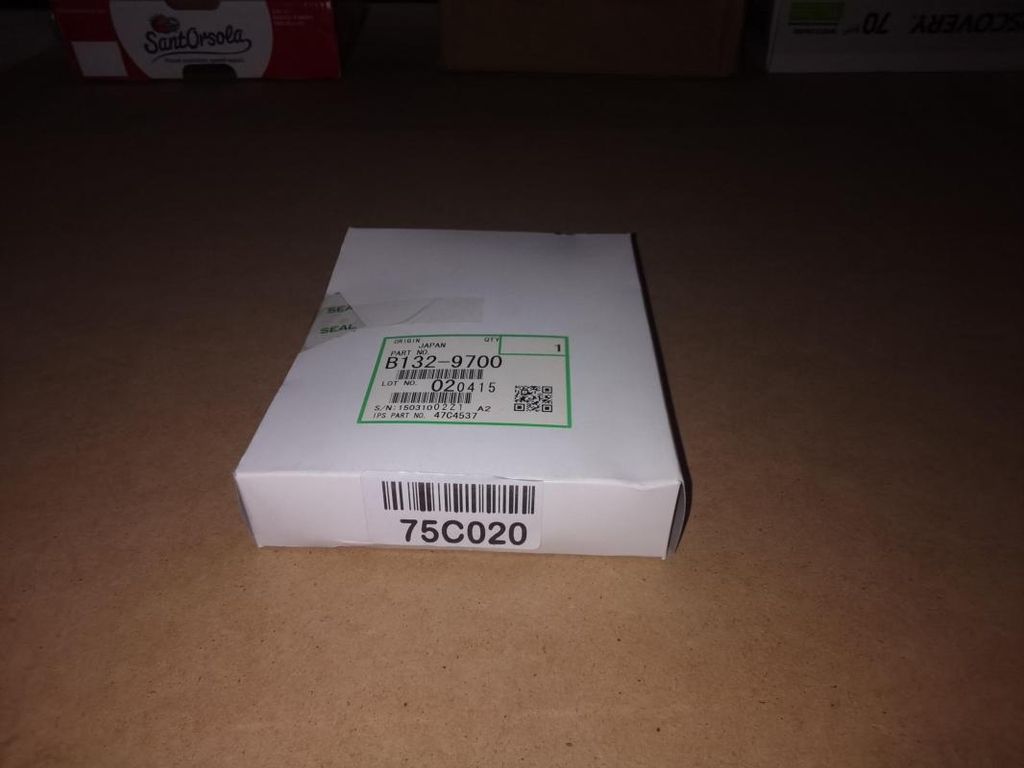 SantOrsola
70
SCOVERY
SEAL
SEAL
ORIGIN
JAPAN
QTY
1
PART NO.
B132-9700
LOT NO. 020415
S/N:15031002Z1 A2
IPS PART NO. 47C4537
75C020